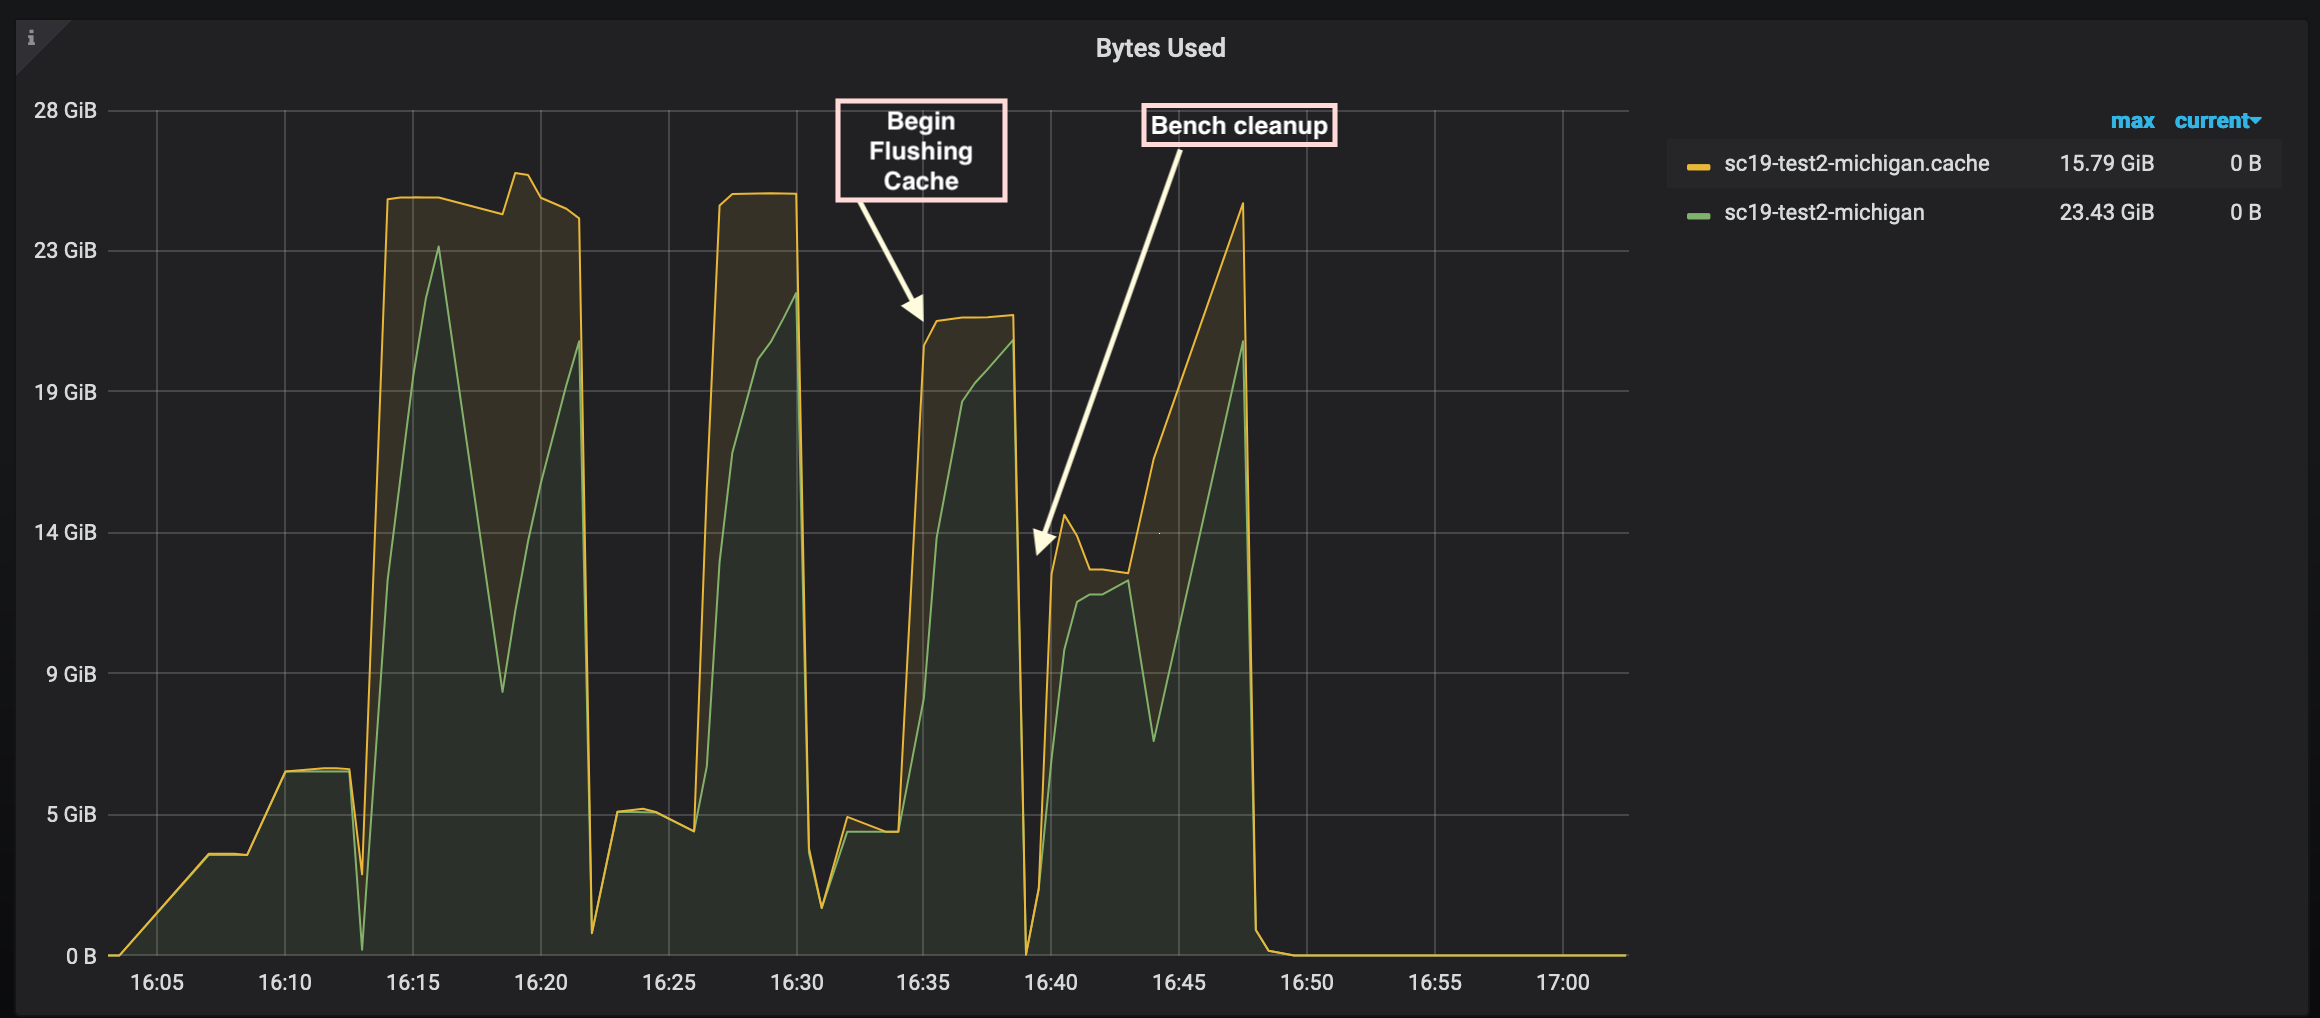 i
Bytes Used
28 GiB
23 GiB
19 GiB
14 GiB
9 GiB
5 GiB
0 B
Begin
Flushing
Cache
Bench cleanup
max current
sc19-test2-michigan.cache 15.79 GiB 0 B
sc19-test2-michigan 23.43 GiB 0 B
16:05 16:10 16:15 16:20 16:25 16:30 16:35 16:40 16:45 16:50 16:55 17:00